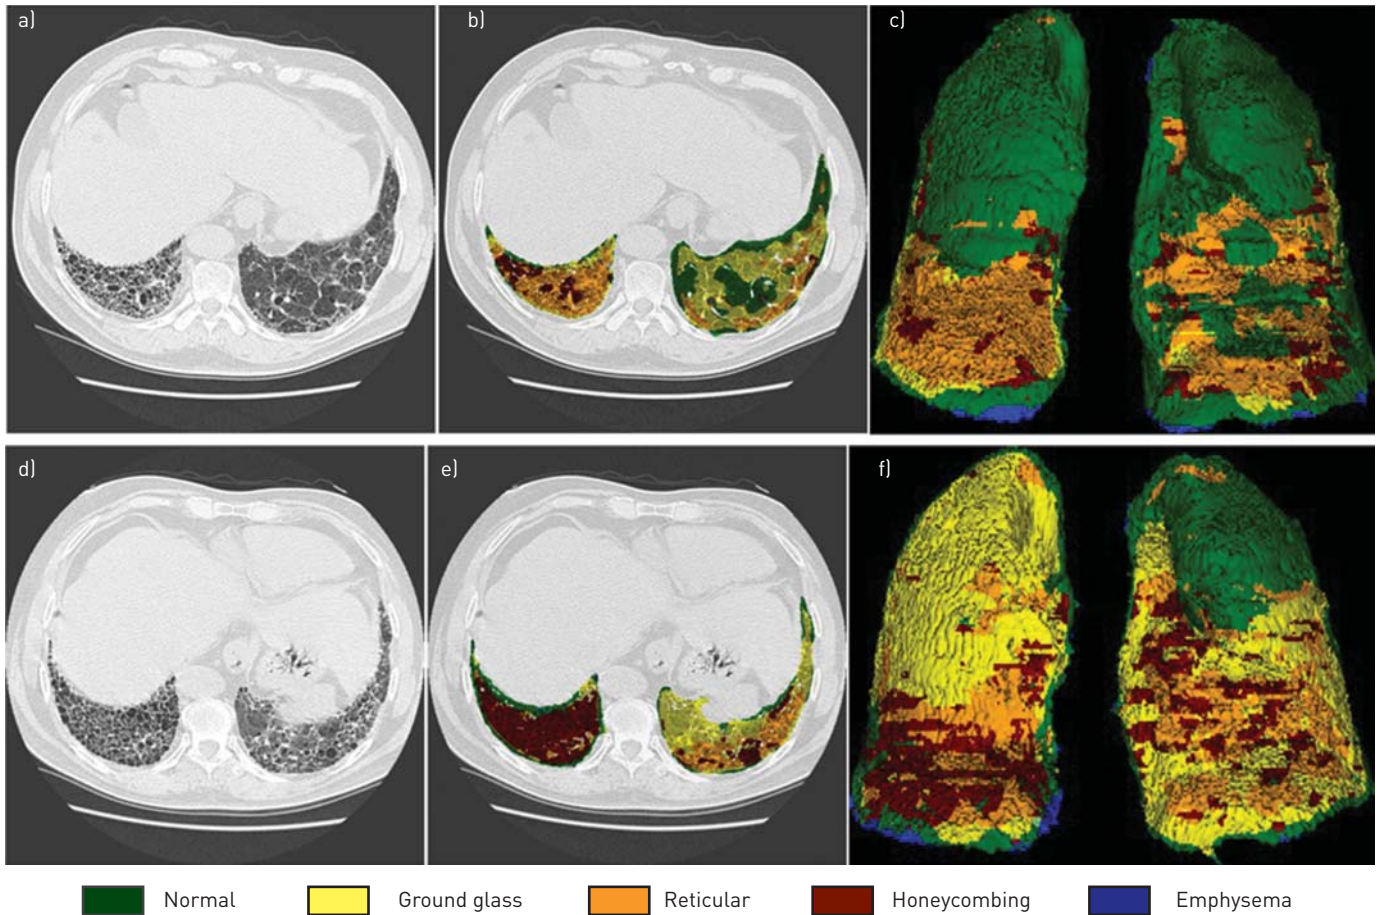 a)
b)
c)
d)
e)
f)
Normal
Ground glass
Reticular
Honeycombing
Emphysema